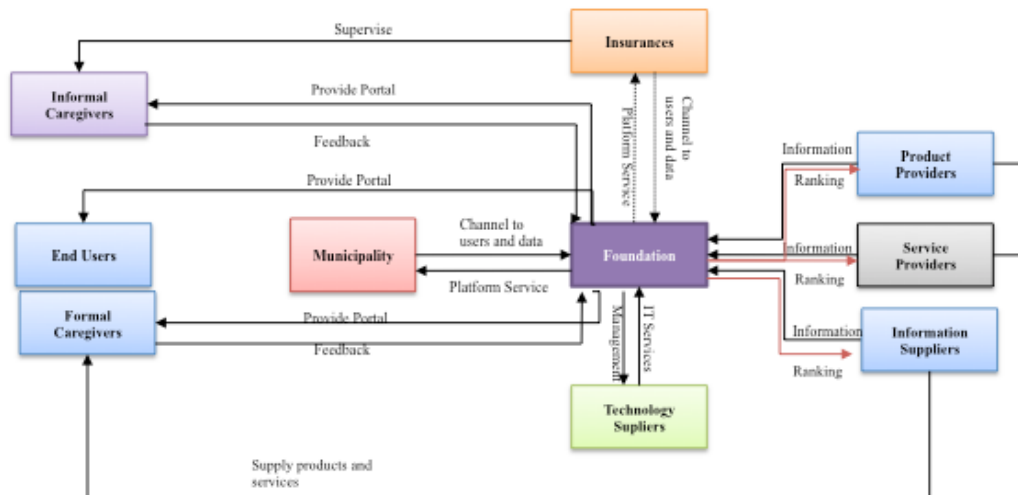 Supervise
Insurances
Informal
Caregivers
Provide Portal
Feedback
Platform Service
Channel to
users and data
Information
Product
Providers
Ranking
Provide Portal
End Users
Municipality
Channel to
users and data
Foundation
Information
Service
Providers
Platform Service
Ranking
Formal
Caregivers
Provide Portal
Feedback
Management
IT Services
Information
Information
Suppliers
Ranking
Technology
Supliers
Supply products and
services